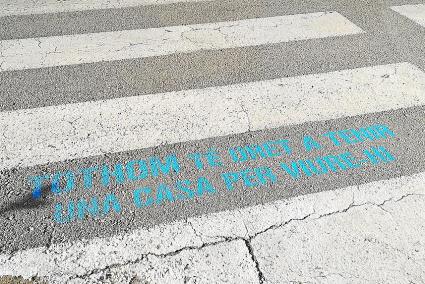 TOTHOM TÉ DRET A TENIR
UNA CASA PER VIURE-HI